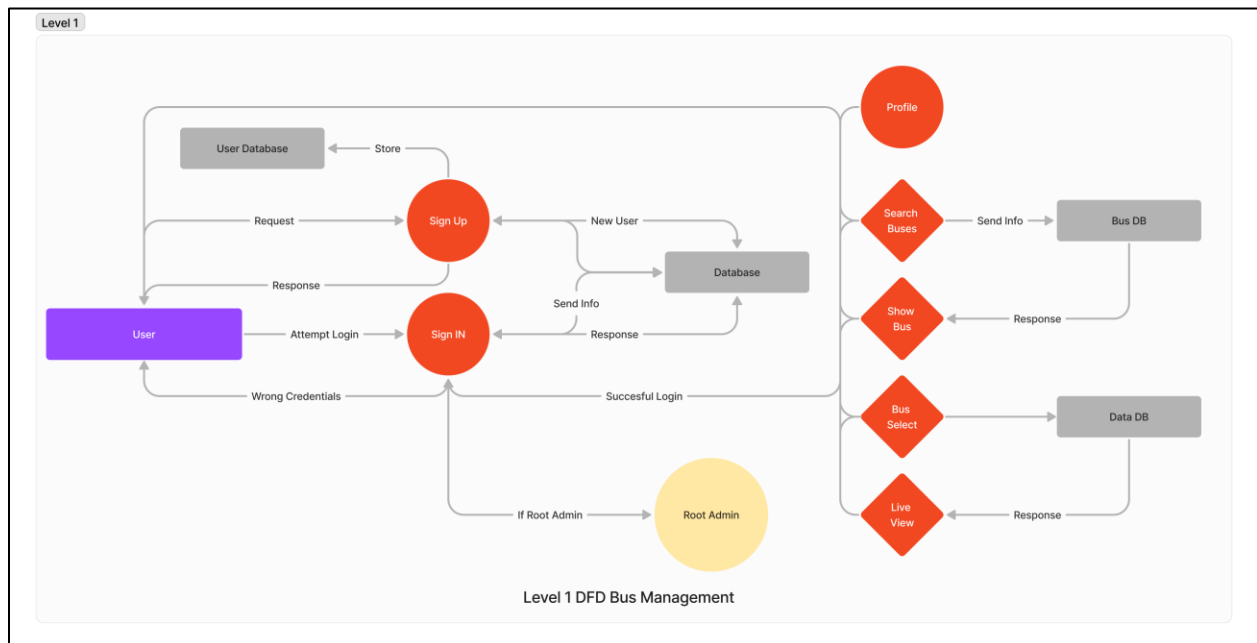 Level 1
Profile
User Database
Store
Request
Sign Up
New User
Search
Buses
Send Info
Bus DB
Database
Response
Send Info
User
Attempt Login
Sign IN
Response
Show
Bus
Response
Wrong Credentials
Succesful Login
Bus
Select
Data DB
If Root Admin
Root Admin
Live
View
Response
Level 1 DFD Bus Management